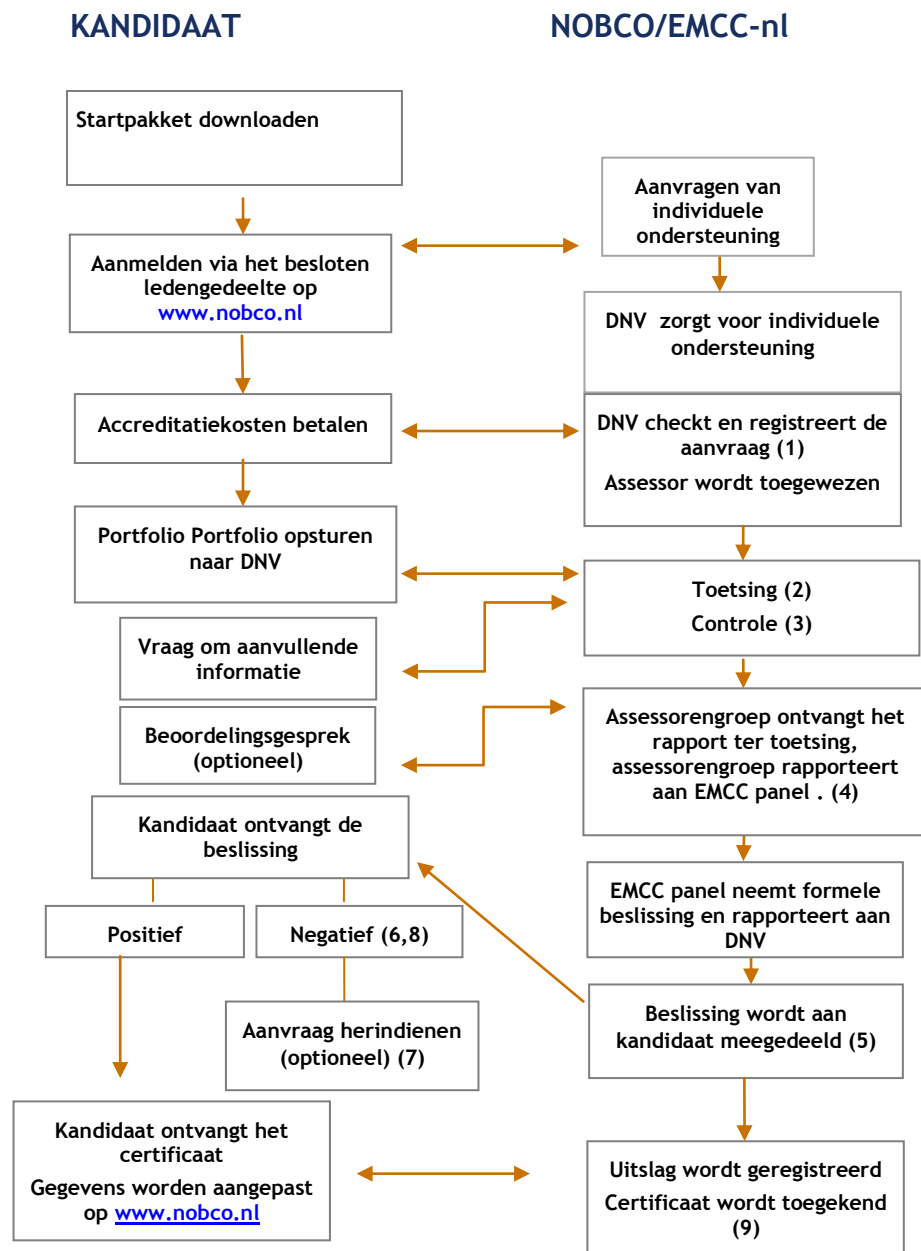 KANDIDAAT
NOBCO/EMCC-nl
Startpakket downloaden
Aanvragen van
individuele
ondersteuning
Aanmelden via het besloten
ledengedeelte op
www.nobco.nl
DNV zorgt voor individuele
ondersteuning
Accreditatiekosten betalen
DNV checkt en registreert de
aanvraag (1)
Assessor wordt toegewezen
Portfolio Portfolio opsturen
naar DNV
Toetsing (2)
Controle (3)
Vraag om aanvullende
informatie
Beoordelingsgesprek
(optioneel)
Assessorengroep ontvangt het
rapport ter toetsing,
assessorengroep rapporteert
aan EMCC panel . (4)
Kandidaat ontvangt de
beslissing
EMCC panel neemt formele
beslissing en rapporteert aan
DNV
Positief
Negatief (6,8)
Beslissing wordt aan
kandidaat meegedeeld (5)
Aanvraag herindienen
(optioneel) (7)
Kandidaat ontvangt het
certificaat
Gegevens worden aangepast
op www.nobco.nl
Uitslag wordt geregistreerd
Certificaat wordt toegekend
(9)